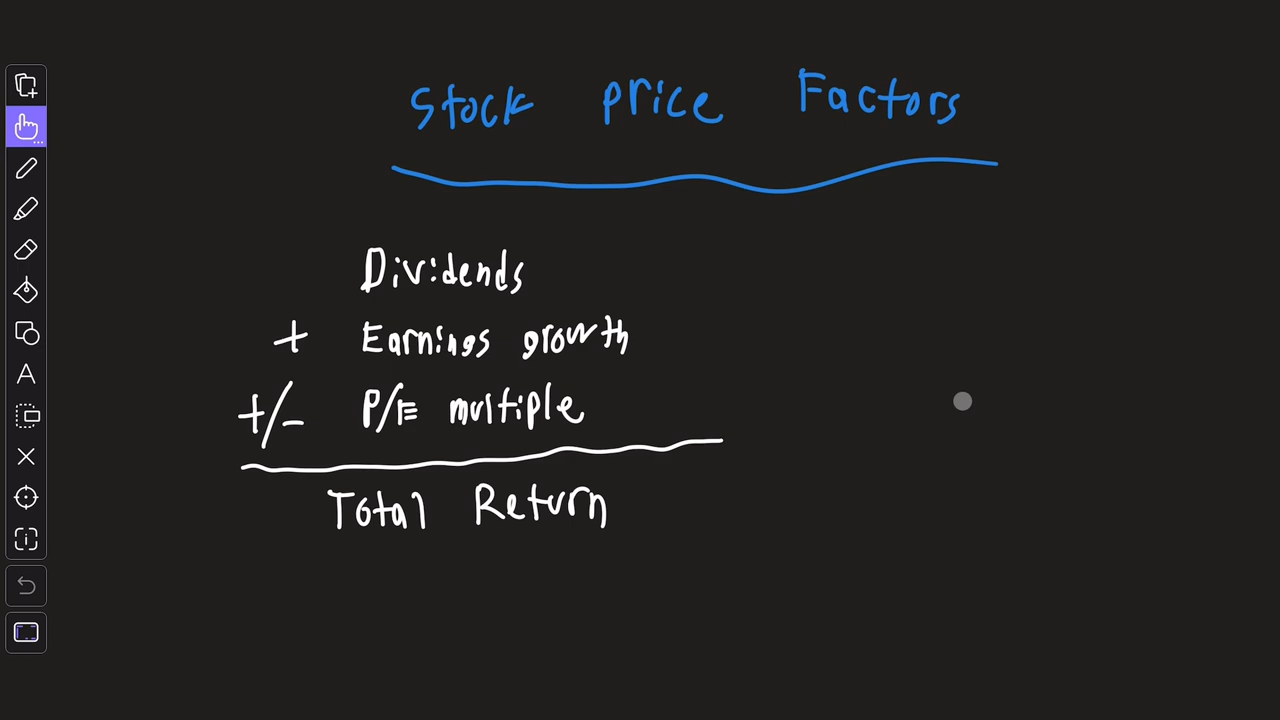 Stock Price Factors
Dividends
+ Earnings growth
+/- P/E multiple
Total Return